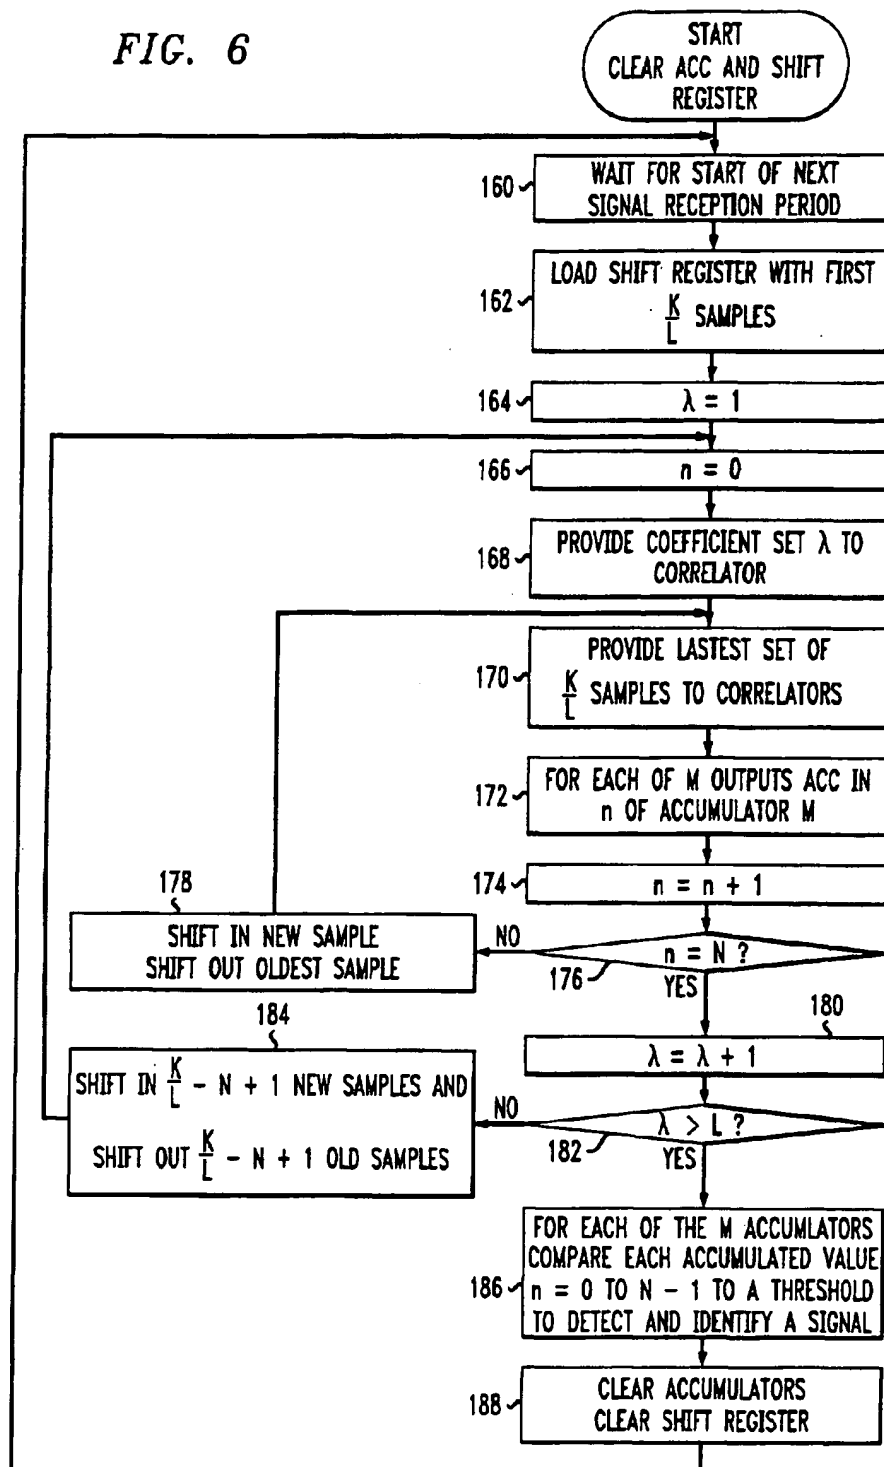 FIG. 6
START
CLEAR ACC AND SHIFT
REGISTER
160
WAIT FOR START OF NEXT
SIGNAL RECEPTION PERIOD
162
LOAD SHIFT REGISTER WITH FIRST
K/L SAMPLES
164
λ = 1
166
n = 0
168
PROVIDE COEFFICIENT SET λ TO
CORRELATOR
170
PROVIDE LASTEST SET OF
K/L SAMPLES TO CORRELATORS
172
FOR EACH OF M OUTPUTS ACC IN
n OF ACCUMULATOR M
174
n = n + 1
178
SHIFT IN NEW SAMPLE
SHIFT OUT OLDEST SAMPLE
NO
n = N ?
176
YES
180
λ = λ + 1
184
SHIFT IN K/L - N + 1 NEW SAMPLES AND
SHIFT OUT K/L - N + 1 OLD SAMPLES
NO
λ > L ?
182
YES
186
FOR EACH OF THE M ACCUMLATORS
COMPARE EACH ACCUMULATED VALUE
n = 0 TO N - 1 TO A THRESHOLD
TO DETECT AND IDENTIFY A SIGNAL
188
CLEAR ACCUMULATORS
CLEAR SHIFT REGISTER